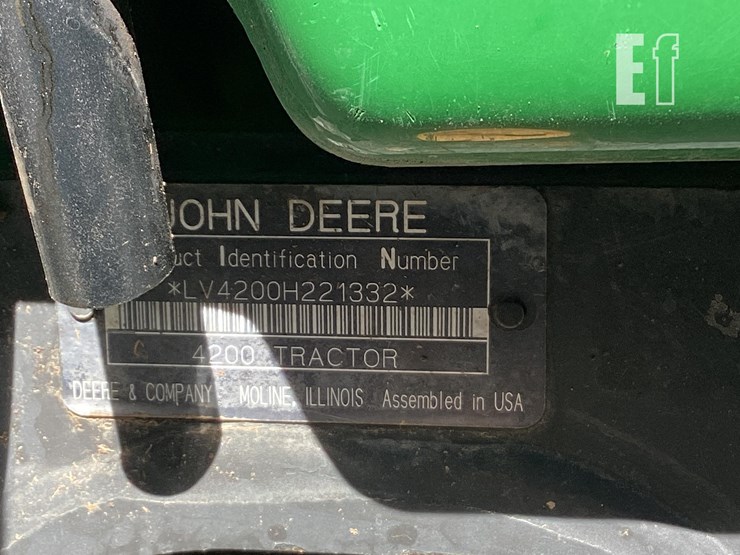 Ef
JOHN DEERE
uct Identification Number
*LV4200H221332*
4200 TRACTOR
DEERE & COMPANY MOLINE, ILLINOIS Assembled in USA